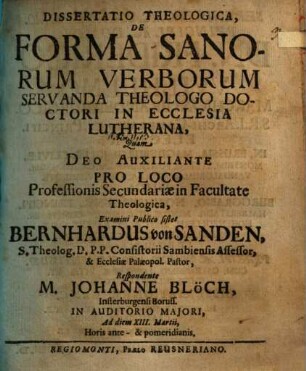 DISSERTATIO THEOLOGICA,
DE
FORMA SANO-
RUM VERBORUM
SERVANDA THEOLOGO DO-
CTORI IN ECCLESIA
LUTHERANA,
Quam
DEO AUXILIANTE
PRO LOCO
Professionis Secundariæ in Facultate
Theologica,
Examini Publico sistet
BERNHARDUS von SANDEN,
S. Theolog. D. P.P. Consistorii Sambiensis Assessor,
& Ecclesiæ Palæopol. Pastor,
Respondente
M. JOHANNE BLöCH,
Insterburgensi Boruss.
IN AUDITORIO MAJORI,
Ad diem XIII. Martii,
Horis ante- & pomeridianis.
REGIOMONTI, Prælo REUSNERIANO.